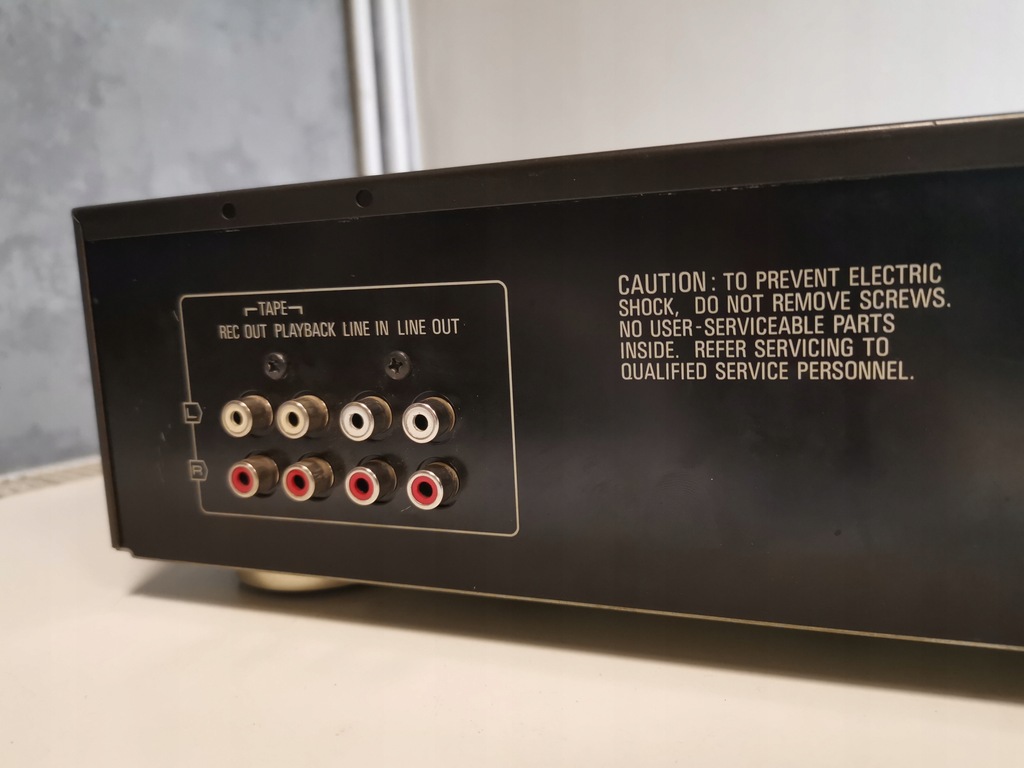 TAPE
REC OUT PLAYBACK LINE IN LINE OUT
L
R
CAUTION: TO PREVENT ELECTRIC
SHOCK, DO NOT REMOVE SCREWS.
NO USER-SERVICEABLE PARTS
INSIDE. REFER SERVICING TO
QUALIFIED SERVICE PERSONNEL.